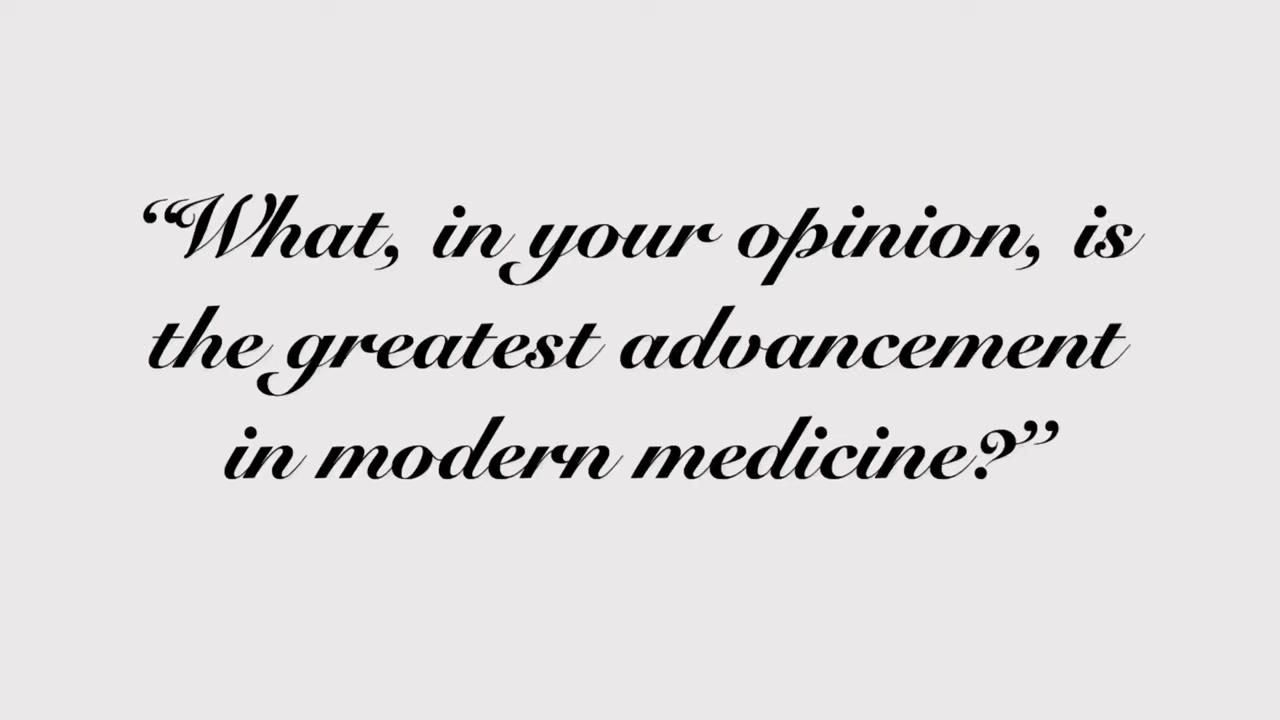 “What, in your opinion, is
the greatest advancement
in modern medicine?”